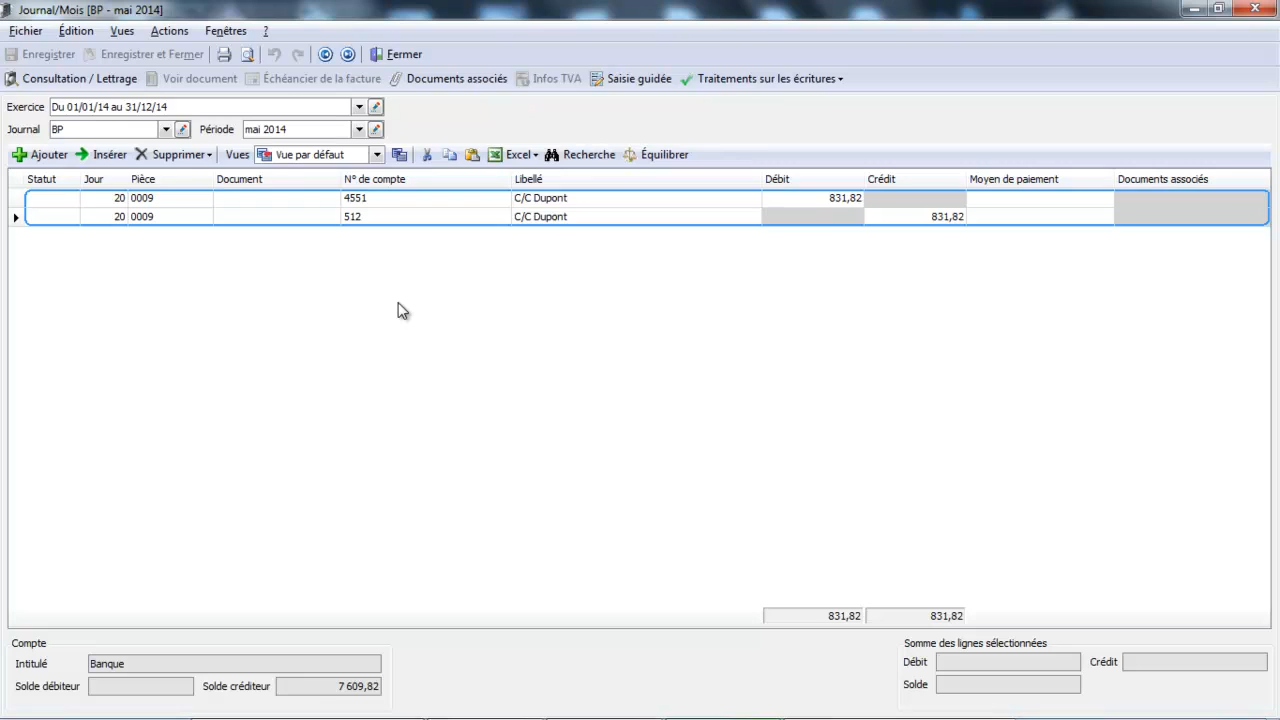 Journal/Mois [BP - mai 2014]
Fichier Édition Vues Actions Fenêtres ?
Enregistrer Enregistrer et Fermer Fermer
Consultation / Lettrage Voir document Échéancier de la facture Documents associés Infos TVA Saisie guidée Traitements sur les écritures
Exercice Du 01/01/14 au 31/12/14
Journal BP Période mai 2014
Ajouter Insérer Supprimer Vues Vue par défaut Excel Recherche Équilibrer
Statut Jour Pièce Document N° de compte Libellé Débit Crédit Moyen de paiement Documents associés
20 0009 4551 C/C Dupont 831,82
20 0009 512 C/C Dupont 831,82
831,82 831,82
Compte Somme des lignes sélectionnées
Intitulé Banque Débit Crédit
Solde débiteur Solde créditeur 7 609,82 Solde